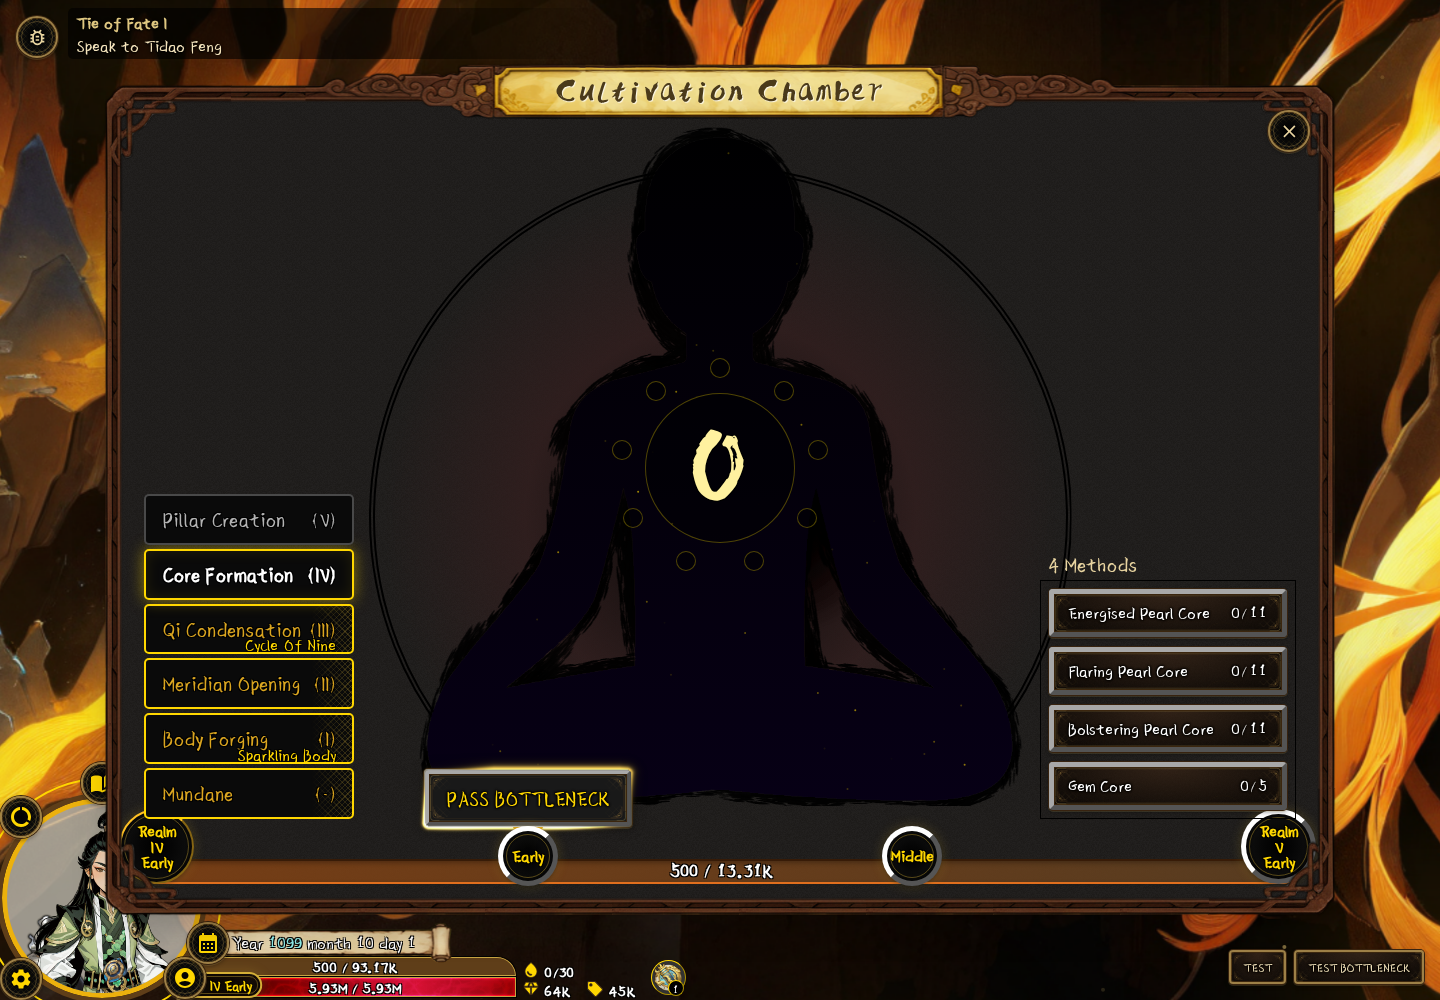 Tie of Fate I
Speak to Tidao Feng
Cultivation Chamber
0
Pillar Creation (V)
Core Formation (IV)
Qi Condensation (III)
Cycle Of Nine
Meridian Opening (II)
Body Forging (I)
Sparkling Body
Mundane (-)
4 Methods
Energised Pearl Core 0/11
Flaring Pearl Core 0/11
Bolstering Pearl Core 0/11
Gem Core 0/5
PASS BOTTLENECK
Realm
IV
Early
Early
500 / 13.31K
Middle
Realm
V
Early
Year 1099 month 10 day 1
500 / 93.17K
IV Early
5.93M / 5.93M
0/30
64K
45K
1
TEST
TEST BOTTLENECK